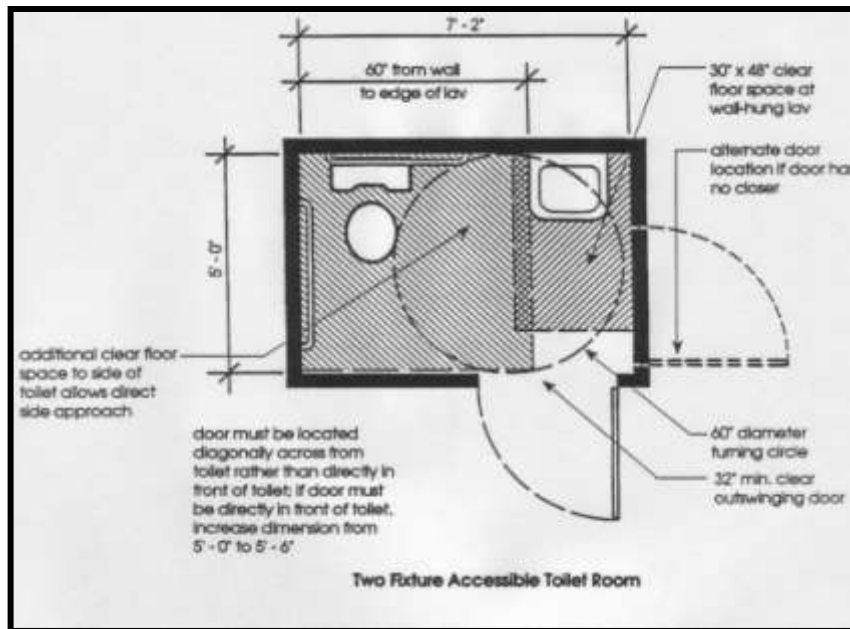 7' - 2"
60" from wall
to edge of lav
30" x 48" clear
floor space at
wall-hung lav
alternate door
location if door ha
no closer
5' - 0"
additional clear floor
space to side of
toilet allows direct
side approach
door must be located
diagonally across from
toilet rather than directly in
front of toilet; if door must
be directly in front of toilet,
increase dimension from
5' - 0" to 5' - 6"
60" diameter
turning circle
32" min. clear
outswinging door
Two Fixture Accessible Toilet Room